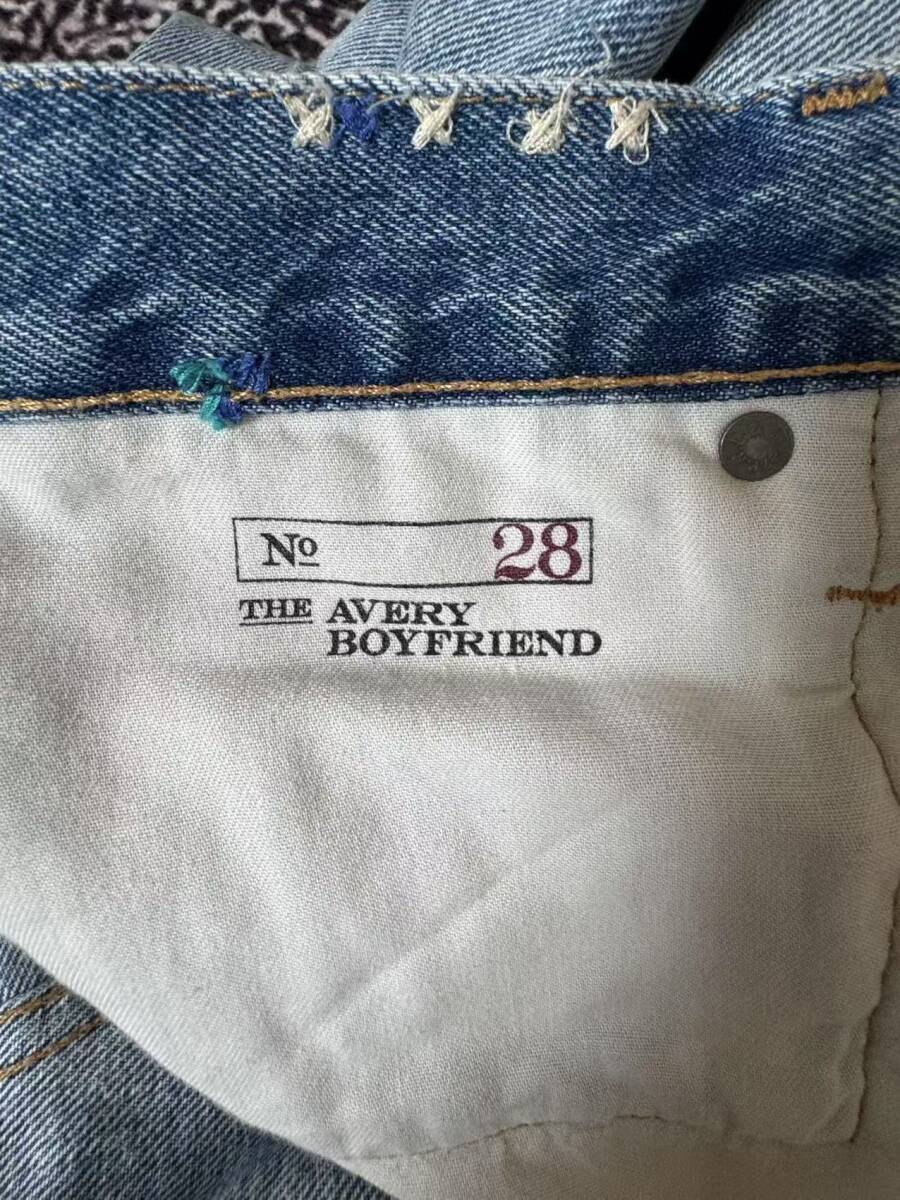 Nº 28
THE AVERY
BOYFRIEND